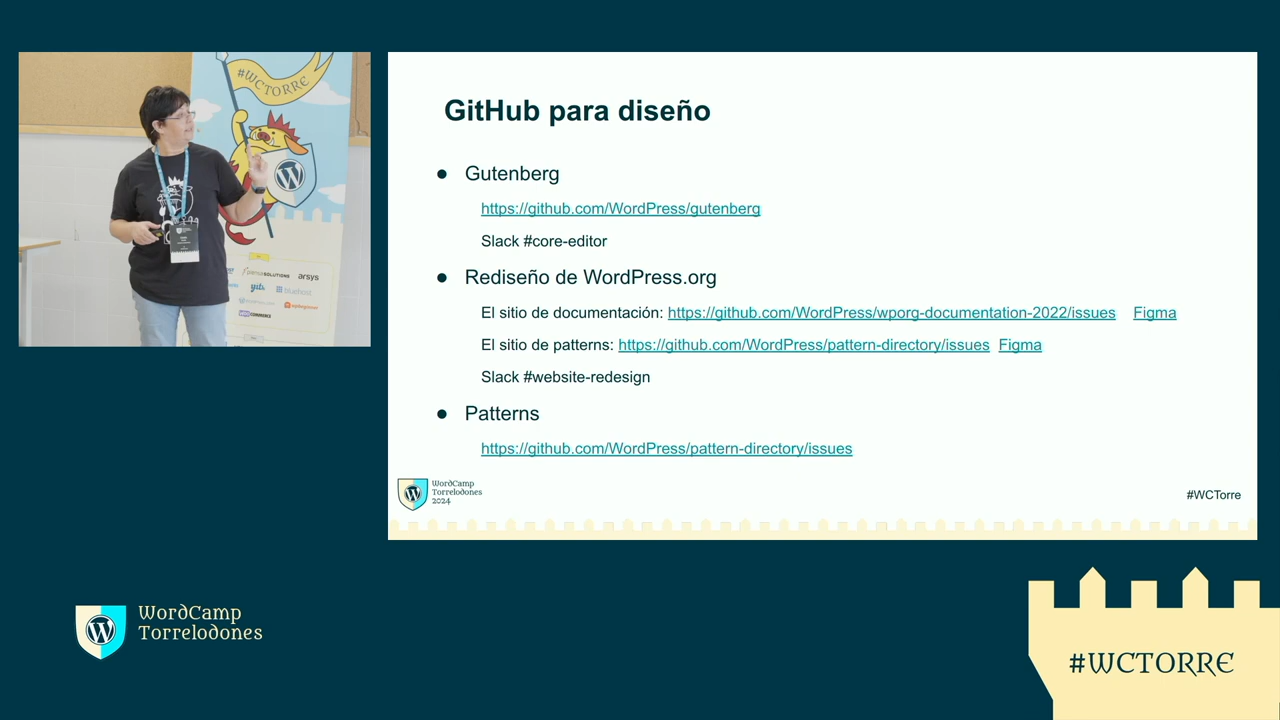 #WCTORRE
arsys
bluehost
GitHub para diseño
● Gutenberg
https://github.com/WordPress/gutenberg
Slack #core-editor
● Rediseño de WordPress.org
El sitio de documentación: https://github.com/WordPress/wporg-documentation-2022/issues Figma
El sitio de patterns: https://github.com/WordPress/pattern-directory/issues Figma
Slack #website-redesign
● Patterns
https://github.com/WordPress/pattern-directory/issues
WordCamp
Torrelodones
2024
#WCTorre
WordCamp
Torrelodones
#WCTORRE